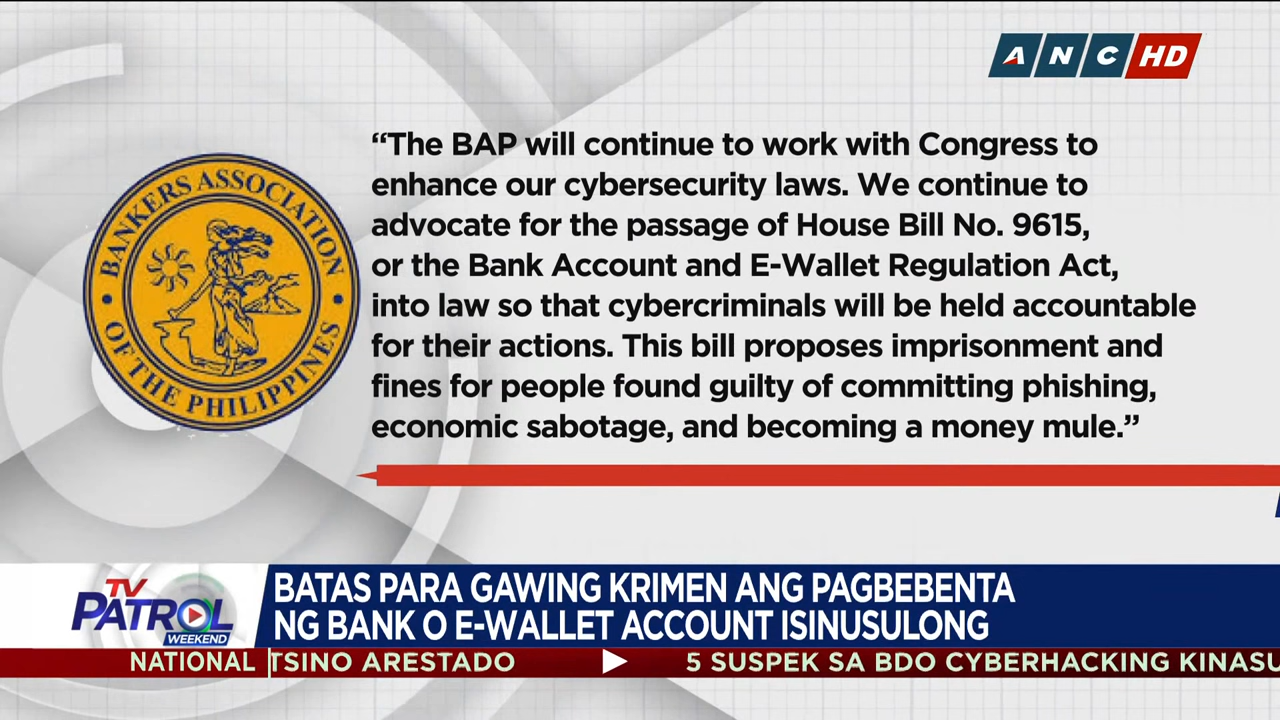 ANC HD
“The BAP will continue to work with Congress to
enhance our cybersecurity laws. We continue to
advocate for the passage of House Bill No. 9615,
or the Bank Account and E-Wallet Regulation Act,
into law so that cybercriminals will be held accountable
for their actions. This bill proposes imprisonment and
fines for people found guilty of committing phishing,
economic sabotage, and becoming a money mule.”
BANKERS ASSOCIATION
OF THE PHILIPPINES
TV
PATROL
WEEKEND
BATAS PARA GAWING KRIMEN ANG PAGBEBENTA
NG BANK O E-WALLET ACCOUNT ISINUSULONG
NATIONAL TSINO ARESTADO 5 SUSPEK SA BDO CYBERHACKING KINASU